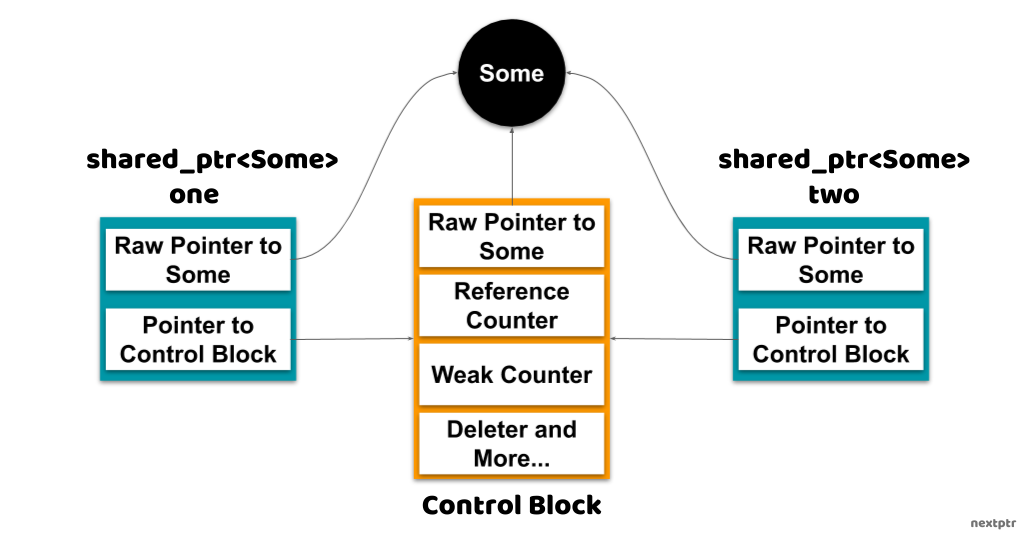 Some
shared_ptr<Some>
one
Raw Pointer to
Some
Pointer to
Control Block
Raw Pointer to
Some
Reference
Counter
Weak Counter
Deleter and
More...
Control Block
shared_ptr<Some>
two
Raw Pointer to
Some
Pointer to
Control Block
nextptr